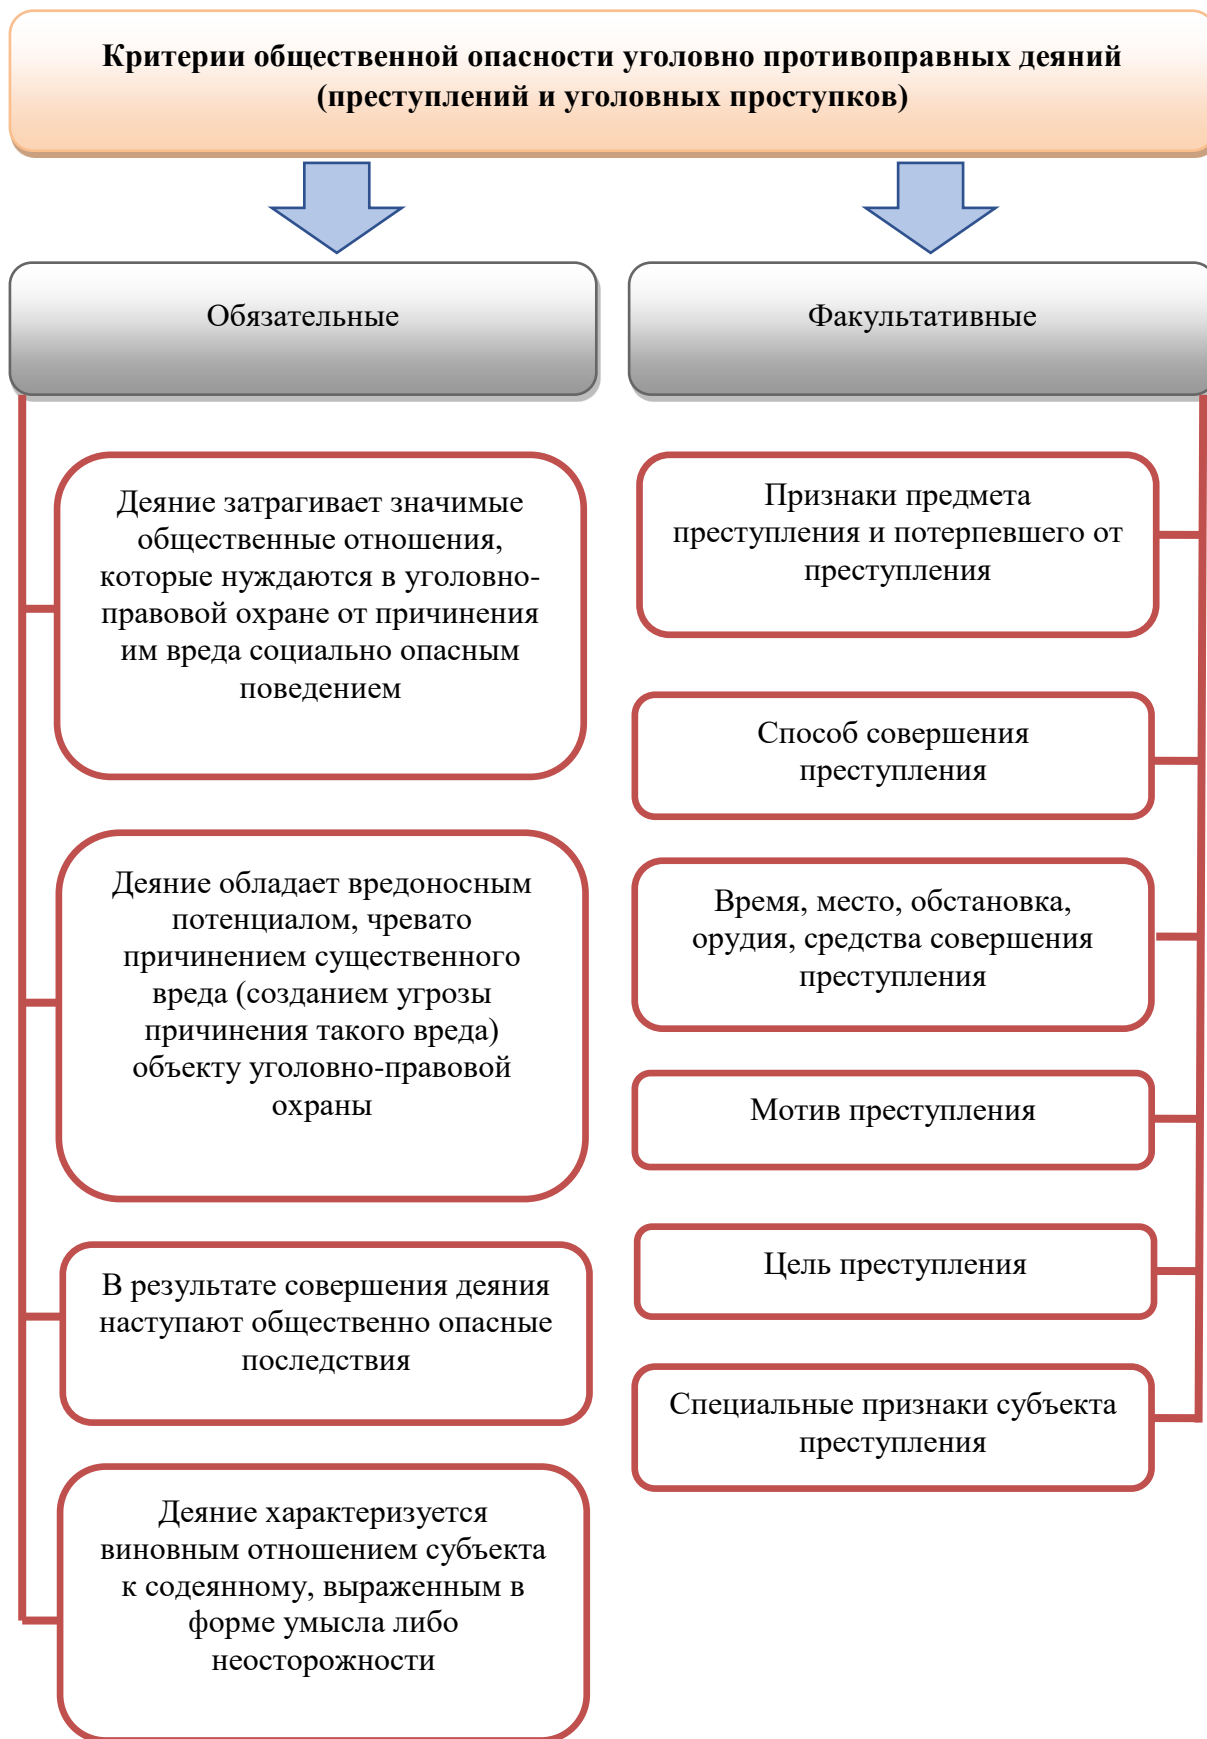 Критерии общественной опасности уголовно противоправных деяний
(преступлений и уголовных проступков)
Обязательные
Деяние затрагивает значимые
общественные отношения,
которые нуждаются в уголовно-
правовой охране от причинения
им вреда социально опасным
поведением
Деяние обладает вредоносным
потенциалом, чревато
причинением существенного
вреда (созданием угрозы
причинения такого вреда)
объекту уголовно-правовой
охраны
В результате совершения деяния
наступают общественно опасные
последствия
Деяние характеризуется
виновным отношением субъекта
к содеянному, выраженным в
форме умысла либо
неосторожности
Факультативные
Признаки предмета
преступления и потерпевшего от
преступления
Способ совершения
преступления
Время, место, обстановка,
орудия, средства совершения
преступления
Мотив преступления
Цель преступления
Специальные признаки субъекта
преступления